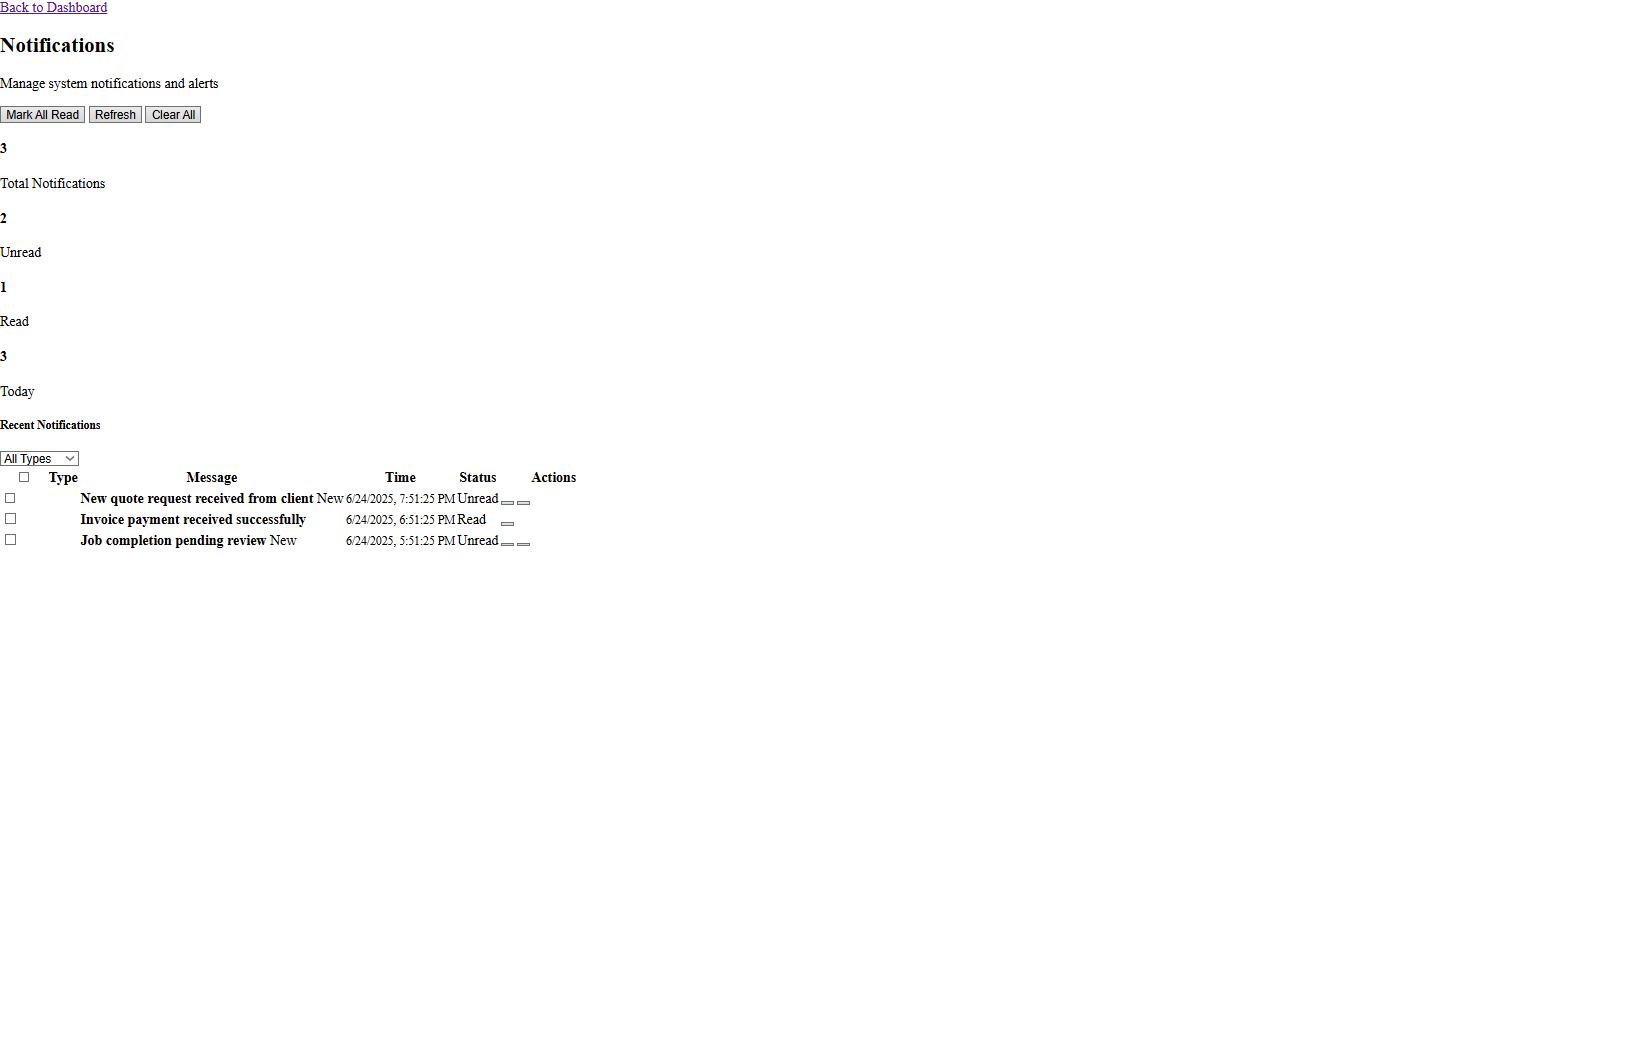 Back to Dashboard
Notifications
Manage system notifications and alerts
Mark All Read Refresh Clear All
3
Total Notifications
2
Unread
1
Read
3
Today
Recent Notifications
All Types
Type Message Time Status Actions
New quote request received from client New 6/24/2025, 7:51:25 PM Unread
Invoice payment received successfully 6/24/2025, 6:51:25 PM Read
Job completion pending review New 6/24/2025, 5:51:25 PM Unread